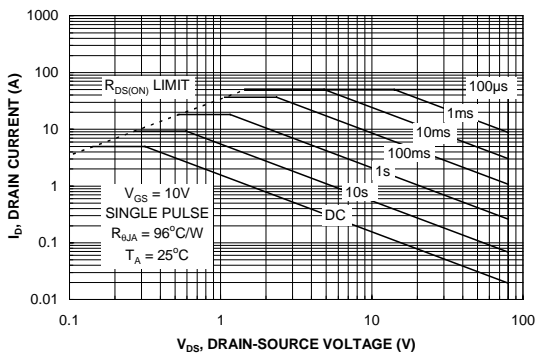 1000
100
10
1
0.1
0.01
I_D, DRAIN CURRENT (A)
R_DS(ON) LIMIT
100μs
1ms
10ms
100ms
1s
10s
DC
V_GS = 10V
SINGLE PULSE
R_θJA = 96°C/W
T_A = 25°C
0.1 1 10 100
V_DS, DRAIN-SOURCE VOLTAGE (V)